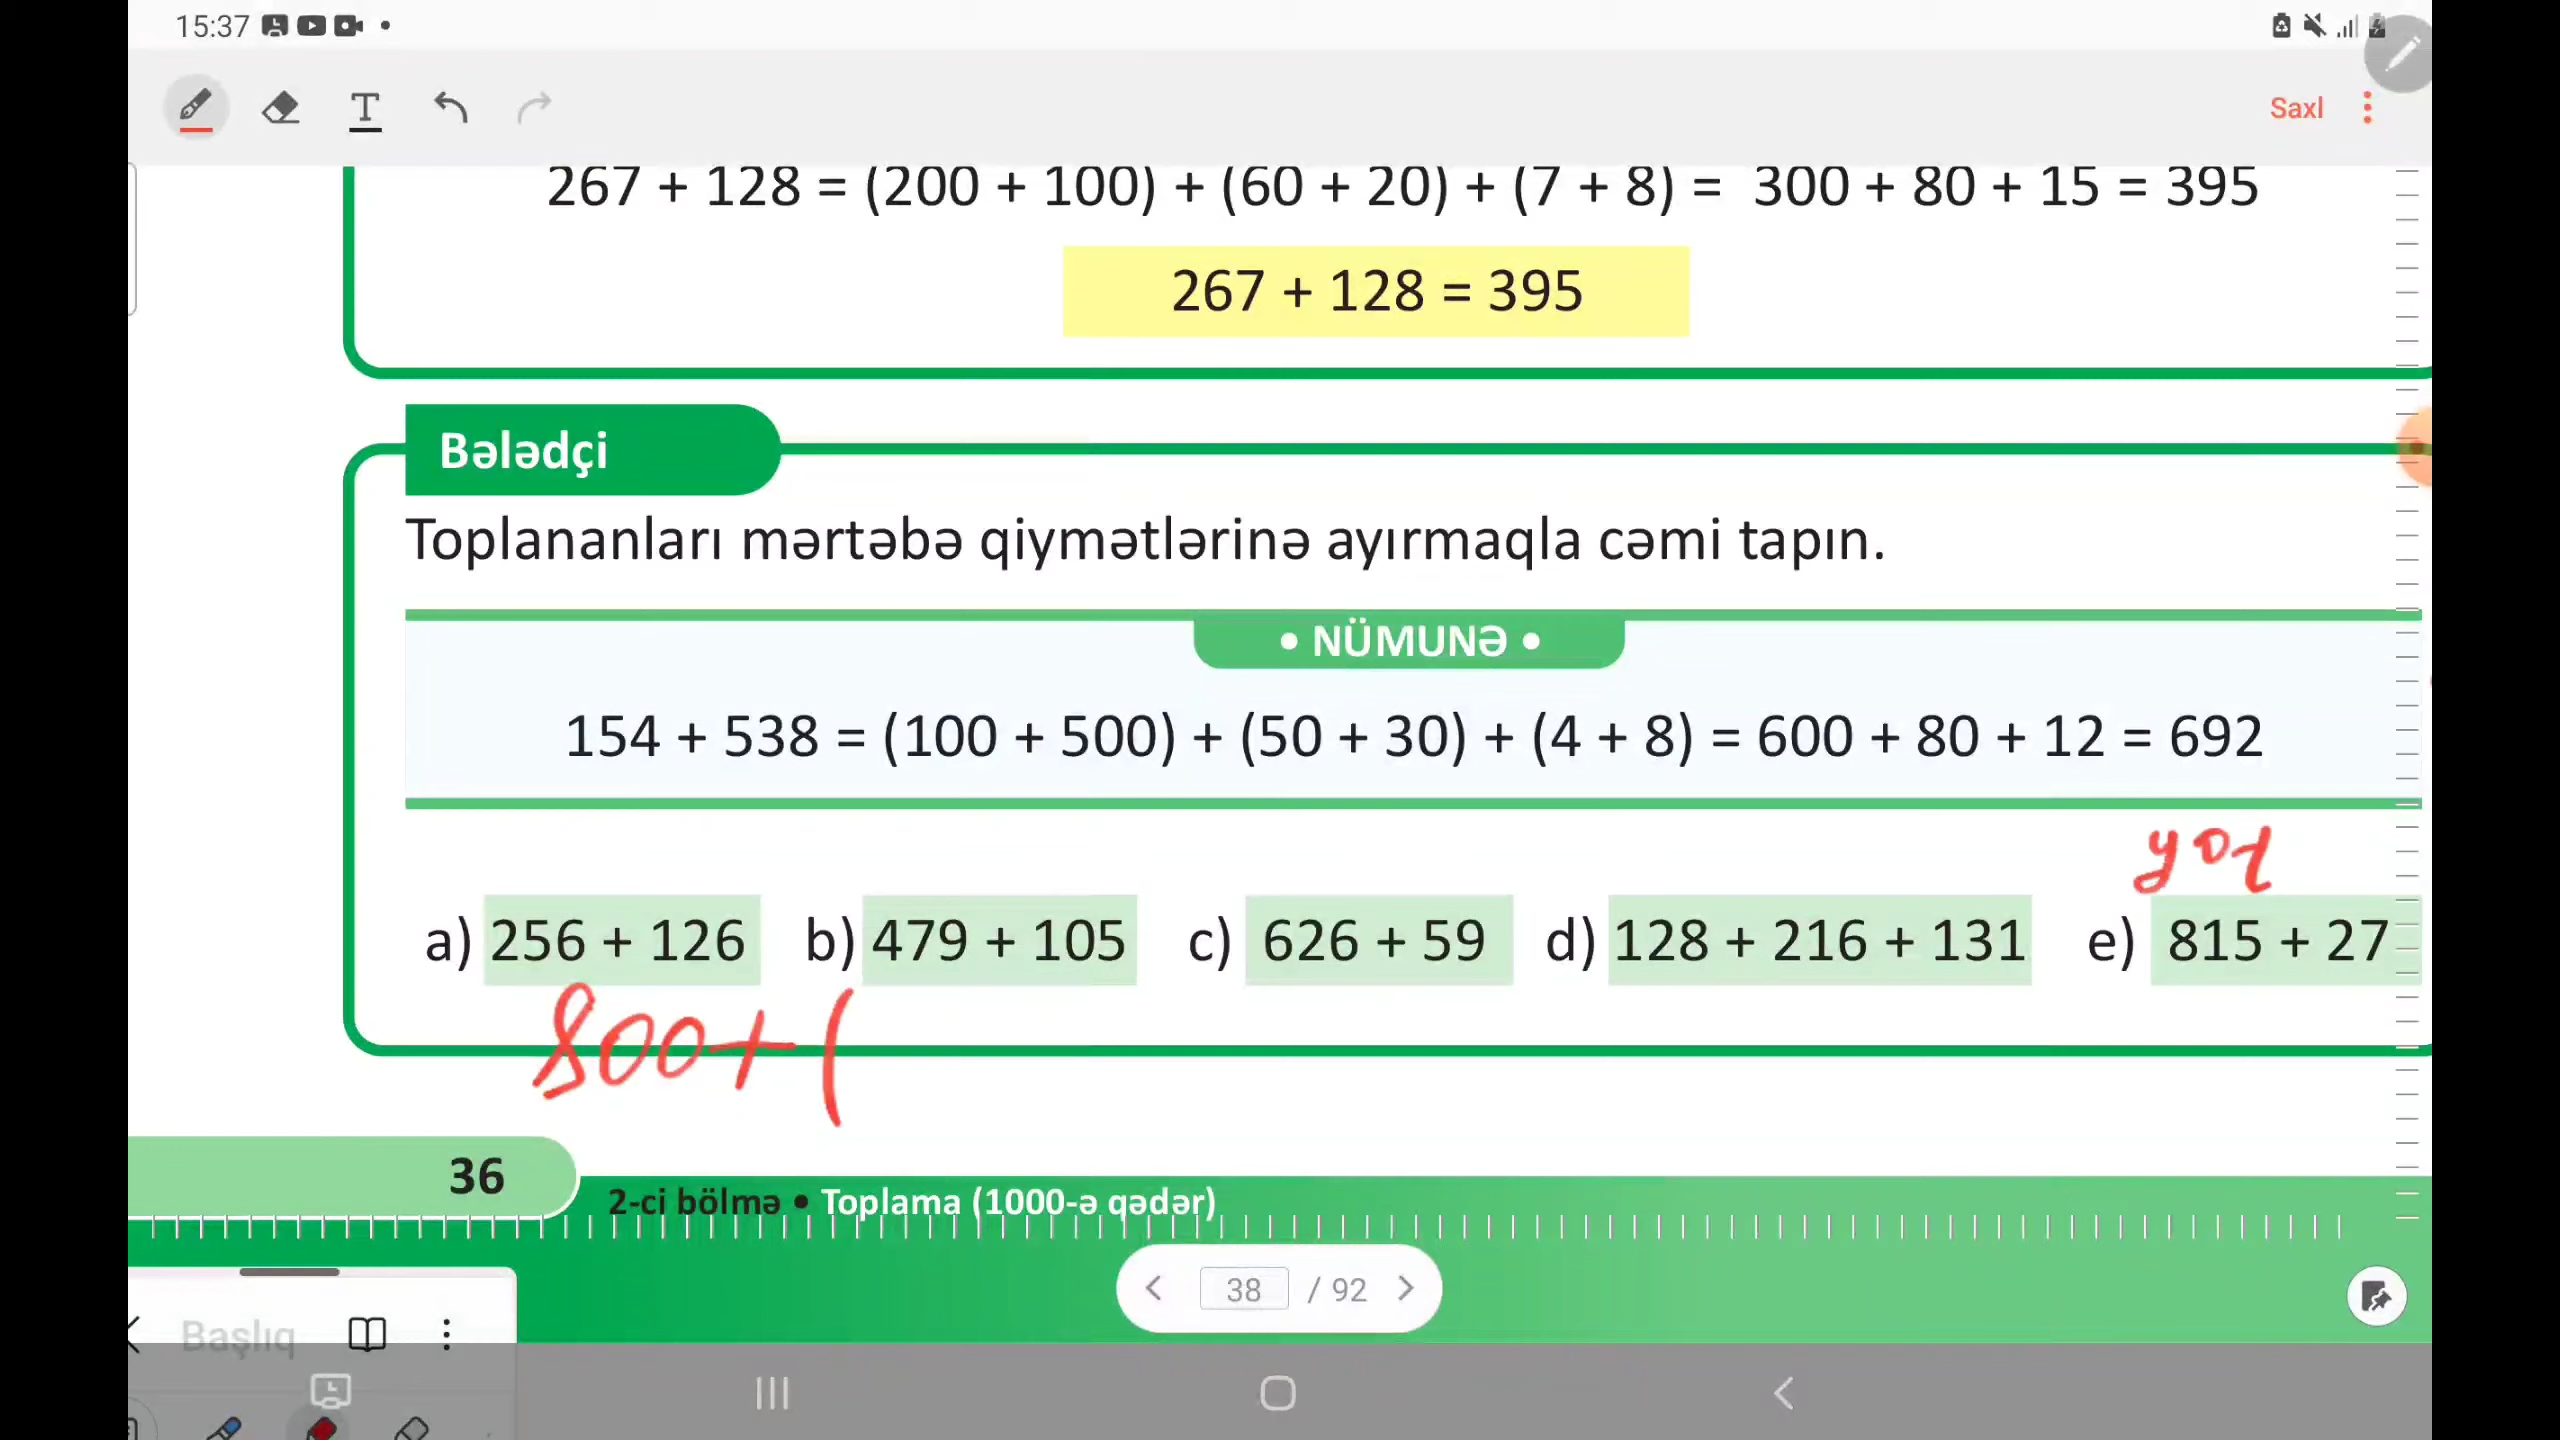 15:37
Saxl
267 + 128 = (200 + 100) + (60 + 20) + (7 + 8) = 300 + 80 + 15 = 395
267 + 128 = 395
Bələdçi
Toplananları mərtəbə qiymətlərinə ayırmaqla cəmi tapın.
• NÜMUNƏ •
154 + 538 = (100 + 500) + (50 + 30) + (4 + 8) = 600 + 80 + 12 = 692
yoq
a) 256 + 126 b) 479 + 105 c) 626 + 59 d) 128 + 216 + 131 e) 815 + 27
800+(
36
2-ci bölmə • Toplama (1000-ə qədər)
38 / 92
Başlıq